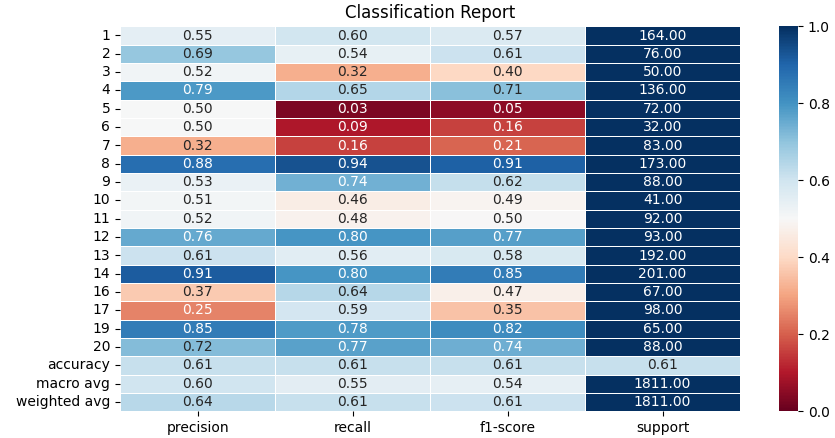 Classification Report
1 0.55 0.60 0.57 164.00
2 0.69 0.54 0.61 76.00
3 0.52 0.32 0.40 50.00
4 0.79 0.65 0.71 136.00
5 0.50 0.03 0.05 72.00
6 0.50 0.09 0.16 32.00
7 0.32 0.16 0.21 83.00
8 0.88 0.94 0.91 173.00
9 0.53 0.74 0.62 88.00
10 0.51 0.46 0.49 41.00
11 0.52 0.48 0.50 92.00
12 0.76 0.80 0.77 93.00
13 0.61 0.56 0.58 192.00
14 0.91 0.80 0.85 201.00
16 0.37 0.64 0.47 67.00
17 0.25 0.59 0.35 98.00
19 0.85 0.78 0.82 65.00
20 0.72 0.77 0.74 88.00
accuracy 0.61 0.61 0.61 0.61
macro avg 0.60 0.55 0.54 1811.00
weighted avg 0.64 0.61 0.61 1811.00
precision recall f1-score support
1.0
0.8
0.6
0.4
0.2
0.0